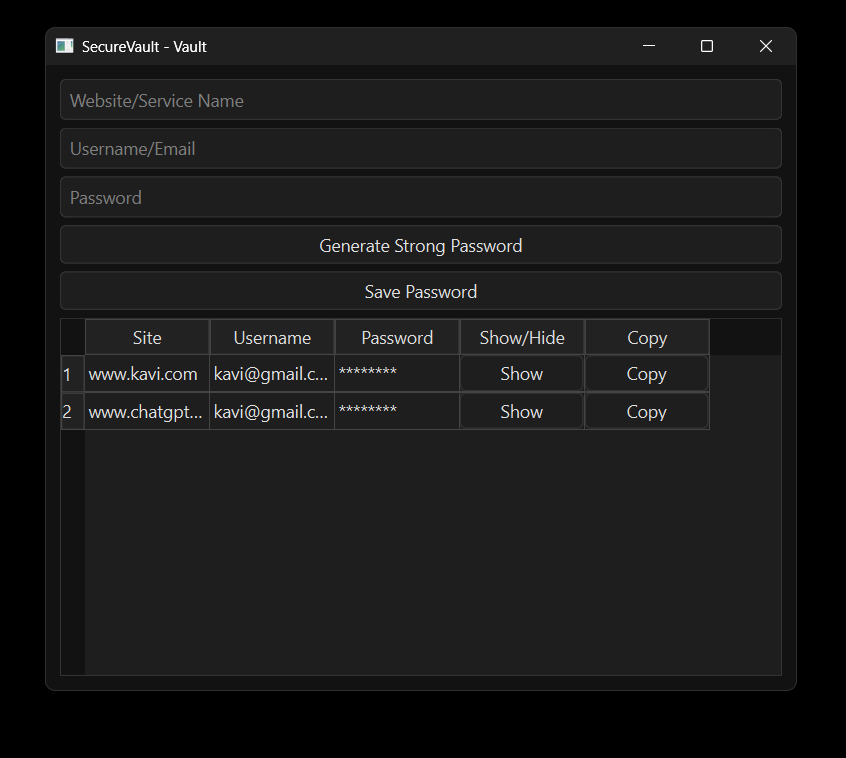 SecureVault - Vault
Website/Service Name
Username/Email
Password
Generate Strong Password
Save Password
Site Username Password Show/Hide Copy
1 www.kavi.com kavi@gmail.c... ******** Show Copy
2 www.chatgpt... kavi@gmail.c... ******** Show Copy